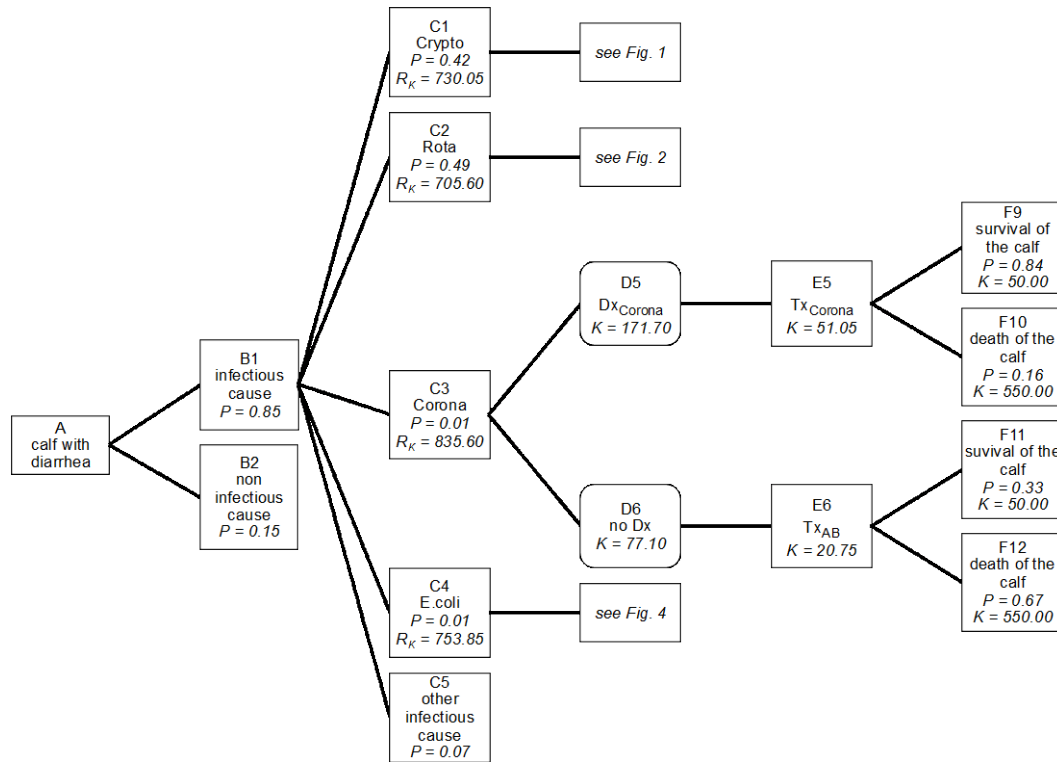 A
calf with
diarrhea
B1
infectious
cause
P = 0.85
B2
non
infectious
cause
P = 0.15
C1
Crypto
P = 0.42
RK = 730.05
see Fig. 1
C2
Rota
P = 0.49
RK = 705.60
see Fig. 2
C3
Corona
P = 0.01
RK = 835.60
D5
DxCorona
K = 171.70
E5
TxCorona
K = 51.05
F9
survival of
the calf
P = 0.84
K = 50.00
F10
death of the
calf
P = 0.16
K = 550.00
D6
no Dx
K = 77.10
E6
TxAB
K = 20.75
F11
suvival of the
calf
P = 0.33
K = 50.00
F12
death of the
calf
P = 0.67
K = 550.00
C4
E.coli
P = 0.01
RK = 753.85
see Fig. 4
C5
other
infectious
cause
P = 0.07